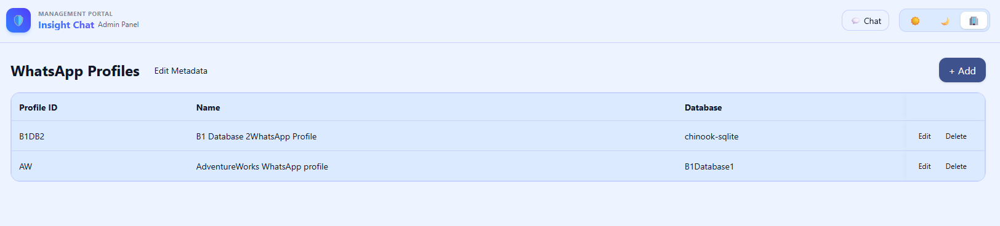 MANAGEMENT PORTAL
Insight Chat Admin Panel
Chat
WhatsApp Profiles Edit Metadata
+ Add
Profile ID Name Database
B1DB2 B1 Database 2WhatsApp Profile chinook-sqlite Edit Delete
AW AdventureWorks WhatsApp profile B1Database1 Edit Delete